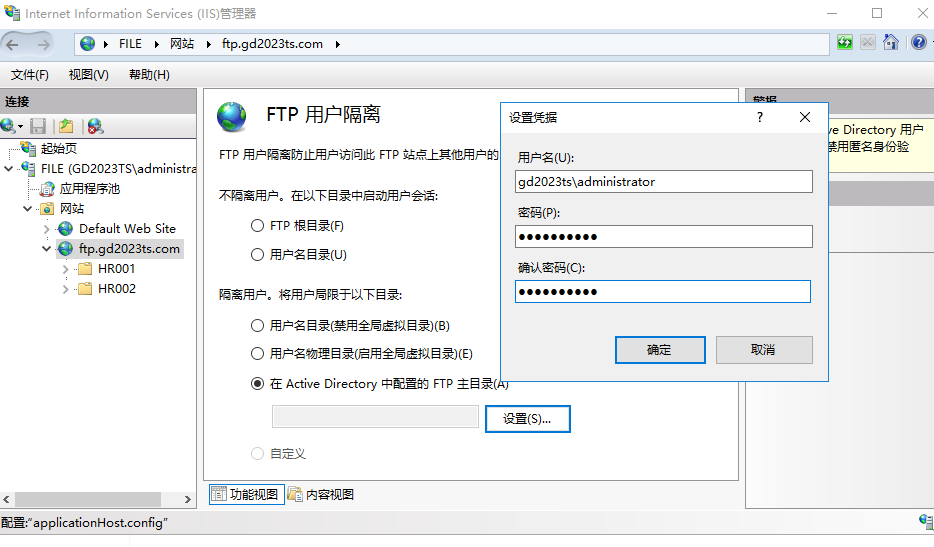 Internet Information Services (IIS)管理器
FILE
网站
ftp.gd2023ts.com
文件(F)
视图(V)
帮助(H)
连接
起始页
FILE (GD2023TS\administra
应用程序池
网站
Default Web Site
ftp.gd2023ts.com
HR001
HR002
FTP 用户隔离
FTP 用户隔离防止用户访问此 FTP 站点上其他用户的
不隔离用户。在以下目录中启动用户会话:
FTP 根目录(F)
用户名目录(U)
隔离用户。将用户局限于以下目录:
用户名目录(禁用全局虚拟目录)(B)
用户名物理目录(启用全局虚拟目录)(E)
在 Active Directory 中配置的 FTP 主目录(A)
设置(S)...
自定义
功能视图
内容视图
设置凭据
?
用户名(U):
gd2023ts\administrator
密码(P):
●●●●●●●●●●
确认密码(C):
●●●●●●●●●●
确定
取消
警报
ve Directory 用户
禁用匿名身份验
配置:"applicationHost.config"